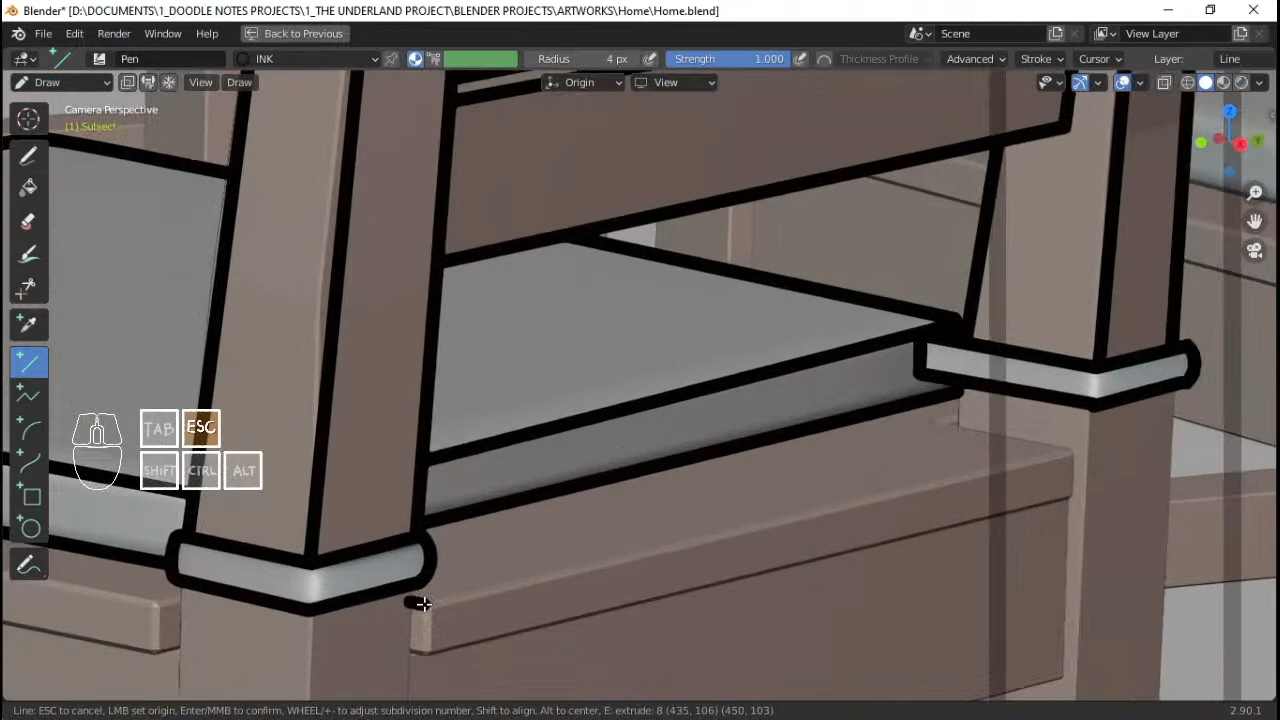 Blender* [D:\DOCUMENTS\1_DOODLE NOTES PROJECTS\1_THE UNDERLAND PROJECT\BLENDER PROJECTS\ARTWORKS\Home\Home.blend]
File Edit Render Window Help Back to Previous Scene View Layer
Pen INK Radius 4 px Strength 1.000 Thickness Profile Advanced Stroke Cursor Layer: Line
Draw View Draw Origin View
Camera Perspective
(1) Subject
Z
Y
X
TAB ESC
SHIFT CTRL ALT
Line: ESC to cancel, LMB set origin, Enter/MMB to confirm, WHEEL/+- to adjust subdivision number, Shift to align, Alt to center, E: extrude: 8 (435, 106) (450, 103) 2.90.1